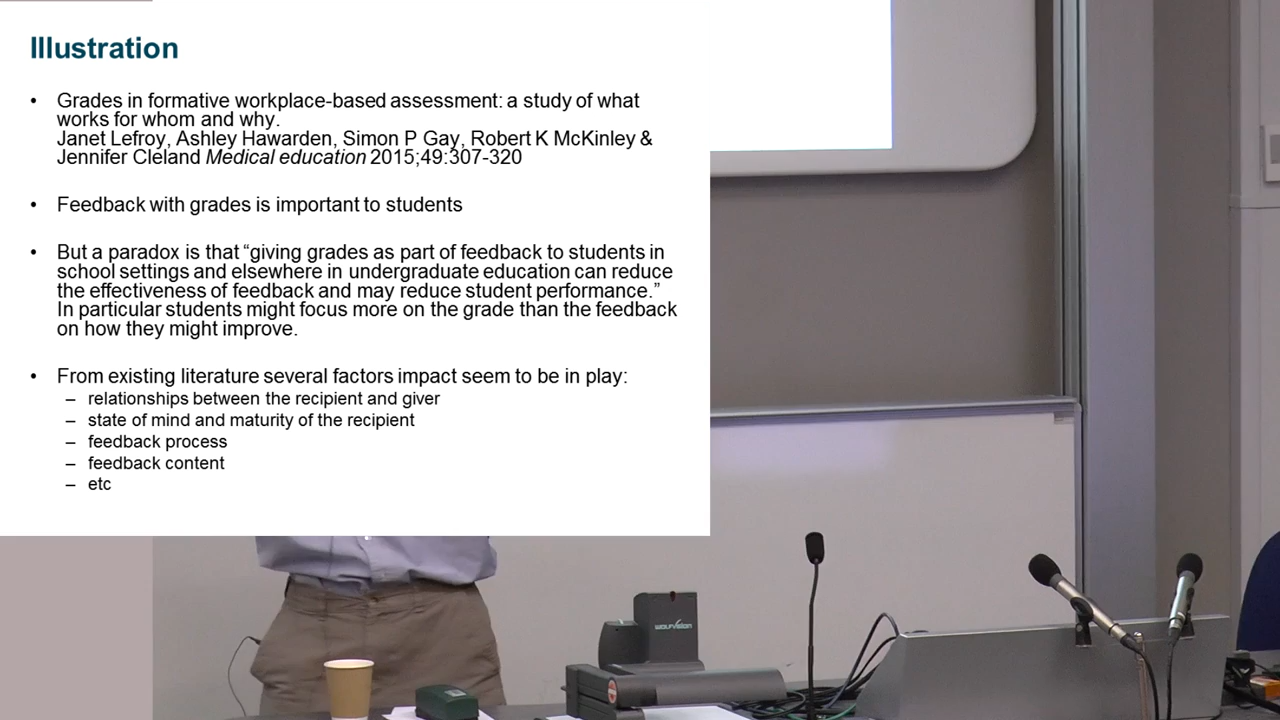 Illustration
• Grades in formative workplace-based assessment: a study of what
works for whom and why.
Janet Lefroy, Ashley Hawarden, Simon P Gay, Robert K McKinley &
Jennifer Cleland Medical education 2015;49:307-320
• Feedback with grades is important to students
• But a paradox is that “giving grades as part of feedback to students in
school settings and elsewhere in undergraduate education can reduce
the effectiveness of feedback and may reduce student performance.”
In particular students might focus more on the grade than the feedback
on how they might improve.
• From existing literature several factors impact seem to be in play:
– relationships between the recipient and giver
– state of mind and maturity of the recipient
– feedback process
– feedback content
– etc
WOLFVISION